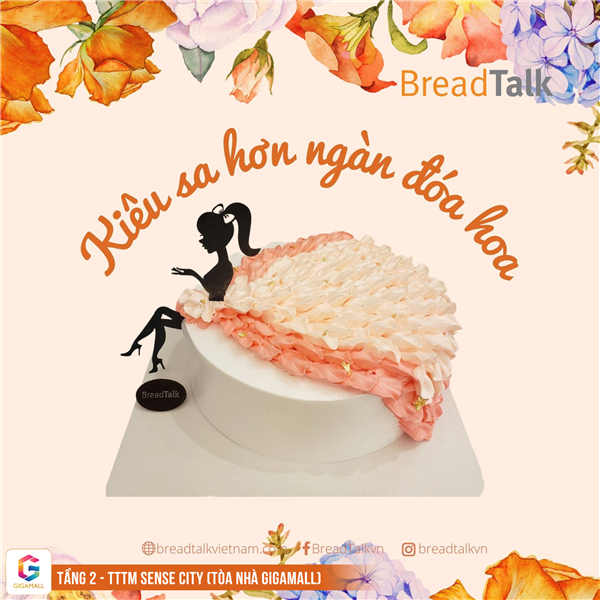 BreadTalk
Kiêu sa hơn ngàn đóa hoa
BreadTalk
breadtalkvietnam.com BreadTalkvn breadtalkvn
GIGAMALL
TẦNG 2 - TTTM SENSE CITY (TÒA NHÀ GIGAMALL)